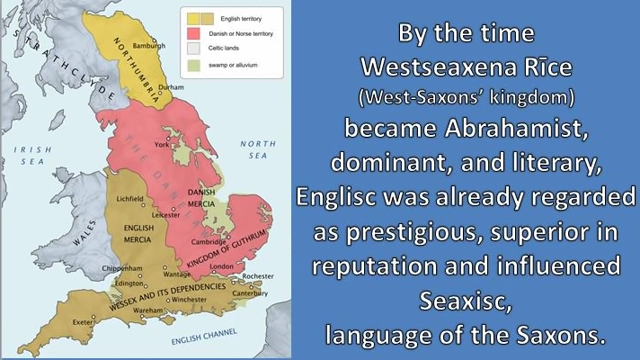 English territory
Danish or Norse territory
Celtic lands
swamp or alluvium
STRATHCLYDE
NORTHUMBRIA
Bamburgh
Durham
IRISH
SEA
NORTH
SEA
York
THE DANELAW
DANISH
MERCIA
Lichfield
Leicester
ENGLISH
MERCIA
WALES
Cambridge
KINGDOM OF GUTHRUM
Chippenham
Edington
Wantage
London
Rochester
Canterbury
WESSEX AND ITS DEPENDENCIES
Winchester
Wareham
Exeter
ENGLISH CHANNEL
By the time
Westseaxena Rīce
(West-Saxons’ kingdom)
became Abrahamist,
dominant, and literary,
Englisc was already regarded
as prestigious, superior in
reputation and influenced
Seaxisc,
language of the Saxons.